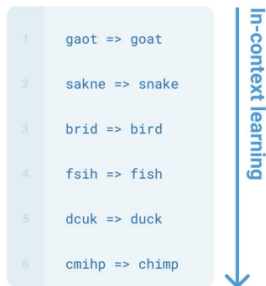 1 gaot => goat
2 sakne => snake
3 brid => bird
4 fsih => fish
5 dcuk => duck
6 cmihp => chimp
In-context learning